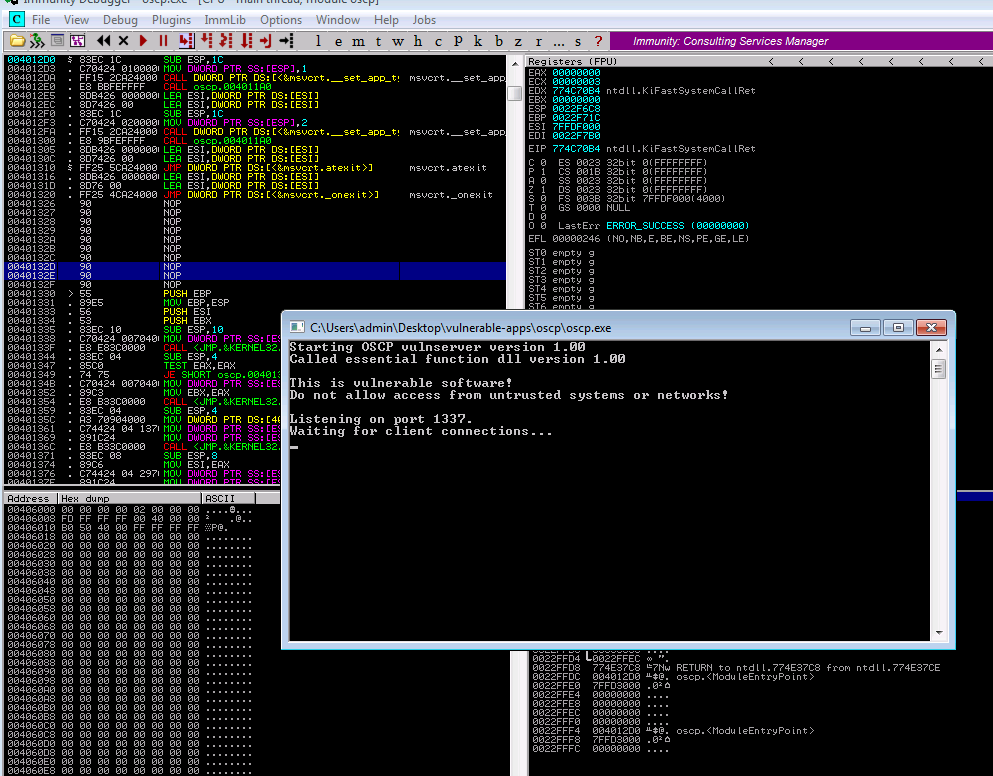 Immunity Debugger - oscp.exe - [CPU - main thread, module oscp]
C File View Debug Plugins ImmLib Options Window Help Jobs
l e m t w h c P k b z r ... s ? Immunity: Consulting Services Manager
004012D0 $ 83EC 1C SUB ESP,1C
004012D3 . C70424 0100000 MOV DWORD PTR SS:[ESP],1
004012DA . FF15 2CA24000 CALL DWORD PTR DS:[<&msvcrt.__set_app_ty msvcrt.__set_app_
004012E0 . E8 BBFEFFFF CALL oscp.004011A0
004012E5 . 8DB426 000000 LEA ESI,DWORD PTR DS:[ESI]
004012EC . 8D7426 00 LEA ESI,DWORD PTR DS:[ESI]
004012F0 . 83EC 1C SUB ESP,1C
004012F3 . C70424 0200000 MOV DWORD PTR SS:[ESP],2
004012FA . FF15 2CA24000 CALL DWORD PTR DS:[<&msvcrt.__set_app_ty msvcrt.__set_app_
00401300 . E8 9BFEFFFF CALL oscp.004011A0
00401305 . 8DB426 000000 LEA ESI,DWORD PTR DS:[ESI]
0040130C . 8D7426 00 LEA ESI,DWORD PTR DS:[ESI]
00401310 $ FF25 5CA24000 JMP DWORD PTR DS:[<&msvcrt.atexit>] msvcrt.atexit
00401316 . 8DB426 000000 LEA ESI,DWORD PTR DS:[ESI]
0040131D . 8D76 00 LEA ESI,DWORD PTR DS:[ESI]
00401320 . FF25 4CA24000 JMP DWORD PTR DS:[<&msvcrt._onexit>] msvcrt._onexit
00401326 90 NOP
00401327 90 NOP
00401328 90 NOP
00401329 90 NOP
0040132A 90 NOP
0040132B 90 NOP
0040132C 90 NOP
0040132D 90 NOP
0040132E 90 NOP
0040132F 90 NOP
00401330 > 55 PUSH EBP
00401331 . 89E5 MOV EBP,ESP
00401333 . 56 PUSH ESI
00401334 . 53 PUSH EBX
00401335 . 83EC 10 SUB ESP,10
00401338 . C70424 0070400 MOV DWORD PTR SS:[ES
0040133F . E8 E83C0000 CALL <JMP.&KERNEL32.
00401344 . 83EC 04 SUB ESP,4
00401347 . 85C0 TEST EAX,EAX
00401349 . 74 75 JE SHORT oscp.004013
0040134B . C70424 0070400 MOV DWORD PTR SS:[ES
00401352 . 89C3 MOV EBX,EAX
00401354 . E8 B33C0000 CALL <JMP.&KERNEL32.
00401359 . 83EC 04 SUB ESP,4
0040135C . A3 70904000 MOV DWORD PTR DS:[40
00401361 . C74424 04 1370 MOV DWORD PTR SS:[ES
00401369 . 891C24 MOV DWORD PTR SS:[ES
0040136C . E8 B33C0000 CALL <JMP.&KERNEL32.
00401371 . 83EC 08 SUB ESP,8
00401374 . 89C6 MOV ESI,EAX
00401376 . C74424 04 2970 MOV DWORD PTR SS:[ES
Registers (FPU) < < < < < < < <
EAX 00000000
ECX 00000003
EDX 774C70B4 ntdll.KiFastSystemCallRet
EBX 00000000
ESP 0022F6C8
EBP 0022F71C
ESI 7FFDF000
EDI 0022F7B0
EIP 774C70B4 ntdll.KiFastSystemCallRet
C 0 ES 0023 32bit 0(FFFFFFFF)
P 1 CS 001B 32bit 0(FFFFFFFF)
A 0 SS 0023 32bit 0(FFFFFFFF)
Z 1 DS 0023 32bit 0(FFFFFFFF)
S 0 FS 003B 32bit 7FFDF000(4000)
T 0 GS 0000 NULL
D 0
O 0 LastErr ERROR_SUCCESS (00000000)
EFL 00000246 (NO,NB,E,BE,NS,PE,GE,LE)
ST0 empty g
ST1 empty g
ST2 empty g
ST3 empty g
ST4 empty g
ST5 empty g
ST6 empty g
C:\Users\admin\Desktop\vulnerable-apps\oscp\oscp.exe
Starting OSCP vulnserver version 1.00
Called essential function dll version 1.00
This is vulnerable software!
Do not allow access from untrusted systems or networks!
Listening on port 1337.
Waiting for client connections...
Address Hex dump ASCII
00406000 00 00 00 00 02 00 00 00 ....@...
00406008 FD FF FF FF 00 40 00 00 ² .@..
00406010 B0 50 40 00 FF FF FF FF ░P@.
00406018 00 00 00 00 00 00 00 00 ........
00406020 00 00 00 00 00 00 00 00 ........
00406028 00 00 00 00 00 00 00 00 ........
00406030 00 00 00 00 00 00 00 00 ........
00406038 00 00 00 00 00 00 00 00 ........
00406040 00 00 00 00 00 00 00 00 ........
00406048 00 00 00 00 00 00 00 00 ........
00406050 00 00 00 00 00 00 00 00 ........
00406058 00 00 00 00 00 00 00 00 ........
00406060 00 00 00 00 00 00 00 00 ........
00406068 00 00 00 00 00 00 00 00 ........
00406070 00 00 00 00 00 00 00 00 ........
00406078 00 00 00 00 00 00 00 00 ........
00406080 00 00 00 00 00 00 00 00 ........
00406088 00 00 00 00 00 00 00 00 ........
00406090 00 00 00 00 00 00 00 00 ........
00406098 00 00 00 00 00 00 00 00 ........
004060A0 00 00 00 00 00 00 00 00 ........
004060A8 00 00 00 00 00 00 00 00 ........
004060B0 00 00 00 00 00 00 00 00 ........
004060B8 00 00 00 00 00 00 00 00 ........
004060C0 00 00 00 00 00 00 00 00 ........
004060C8 00 00 00 00 00 00 00 00 ........
004060D0 00 00 00 00 00 00 00 00 ........
004060D8 00 00 00 00 00 00 00 00 ........
004060E0 00 00 00 00 00 00 00 00 ........
004060E8 00 00 00 00 00 00 00 00 ........
0022FFD4 0022FFEC
0022FFD8 774E37C8 RETURN to ntdll.774E37C8 from ntdll.774E37CE
0022FFDC 004012D0 oscp.<ModuleEntryPoint>
0022FFE0 7FFD3000
0022FFE4 00000000 ....
0022FFE8 00000000 ....
0022FFEC 00000000 ....
0022FFF0 00000000 ....
0022FFF4 004012D0 oscp.<ModuleEntryPoint>
0022FFF8 7FFD3000
0022FFFC 00000000 ....